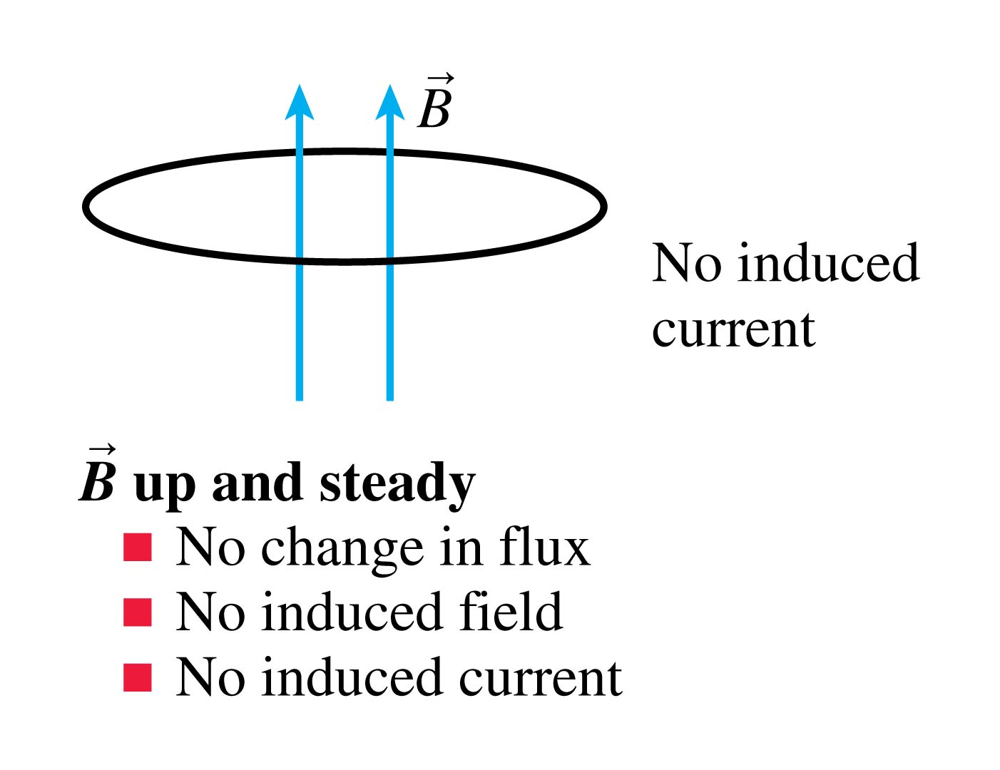 B⃗
No induced
current
B⃗ up and steady
■ No change in flux
■ No induced field
■ No induced current